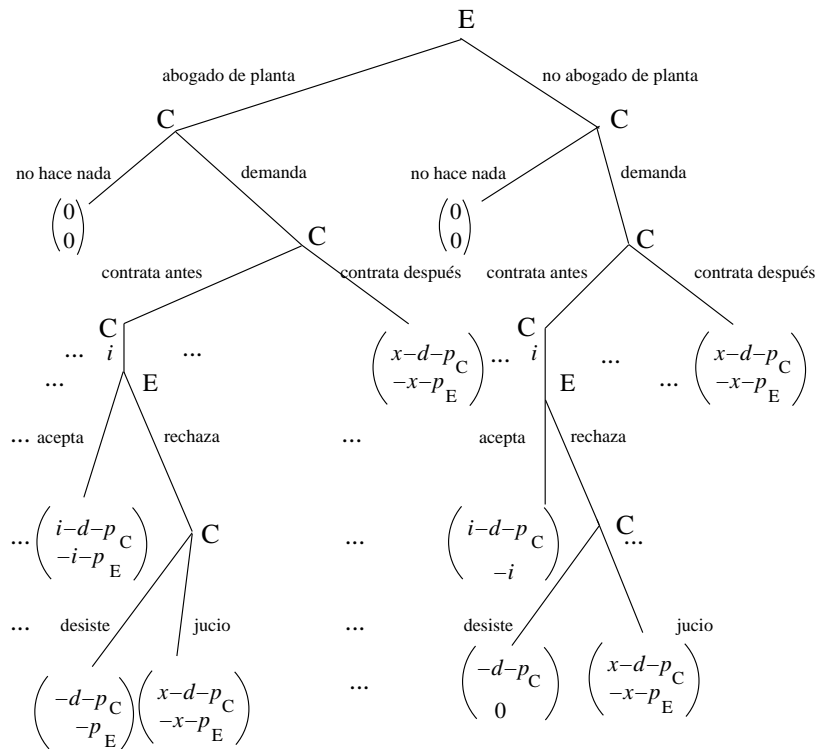 E
abogado de planta no abogado de planta
C C
no hace nada demanda no hace nada demanda
0 0
0 0
C C
contrata antes contrata después contrata antes contrata después
C C
... i ... x−d−p_C ... i ... x−d−p_C
... E −x−p_E E ... −x−p_E
... acepta rechaza ... acepta rechaza
... i−d−p_C C ... i−d−p_C C ...
−i−p_E −i
... desiste jucio ... desiste jucio
−d−p_C x−d−p_C ... −d−p_C x−d−p_C
−p_E −x−p_E 0 −x−p_E